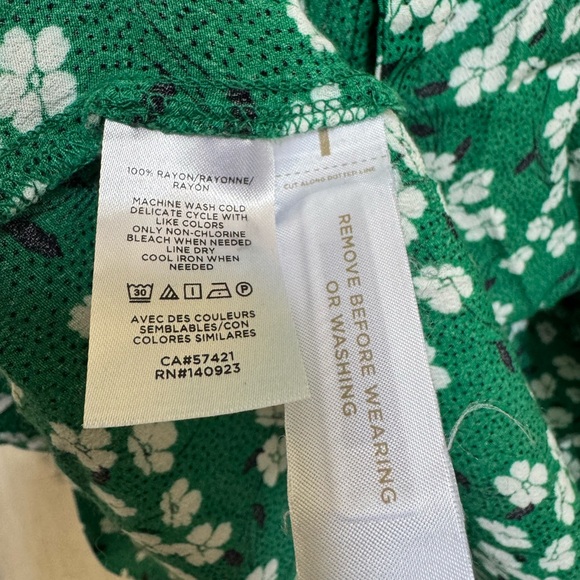 100% RAYON/RAYONNE/
RAYÓN
MACHINE WASH COLD
DELICATE CYCLE WITH
LIKE COLORS
ONLY NON-CHLORINE
BLEACH WHEN NEEDED
LINE DRY
COOL IRON WHEN
NEEDED
30 P
AVEC DES COULEURS
SEMBLABLES/CON
COLORES SIMILARES
CA#57421
RN#140923
CUT ALONG DOTTED LINE
REMOVE BEFORE WEARING
OR WASHING